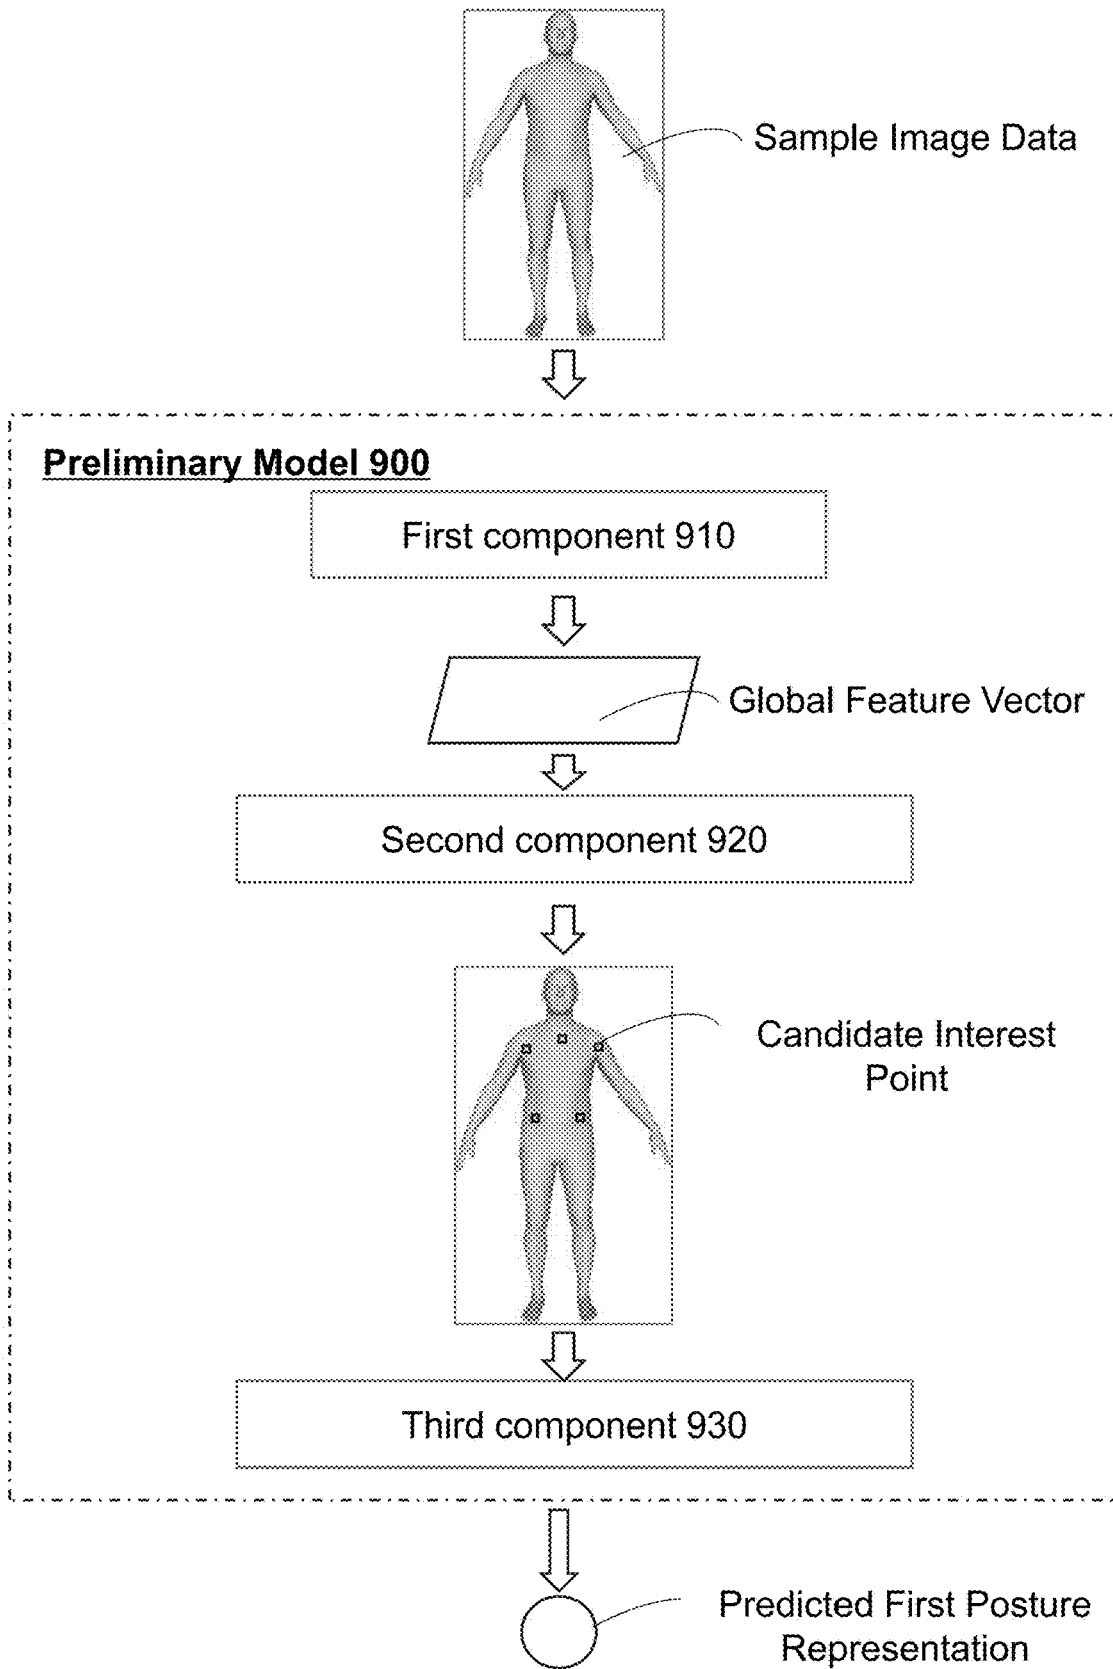 Sample Image Data
Preliminary Model 900
First component 910
Global Feature Vector
Second component 920
Candidate Interest
Point
Third component 930
Predicted First Posture
Representation